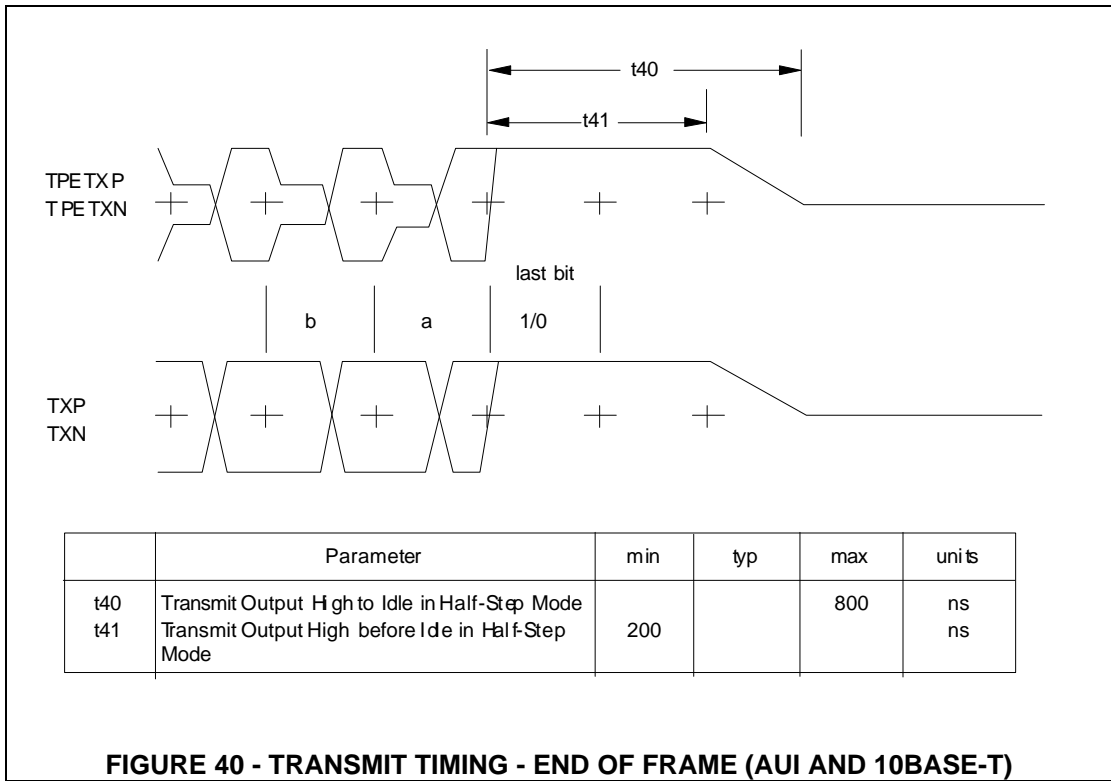 t40
t41
TPETXP
TPETXN
last bit
b a 1/0
TXP
TXN
Parameter min typ max units
t40 Transmit Output High to Idle in Half-Step Mode 800 ns
t41 Transmit Output High before Idle in Half-Step 200 ns
Mode
FIGURE 40 - TRANSMIT TIMING - END OF FRAME (AUI AND 10BASE-T)